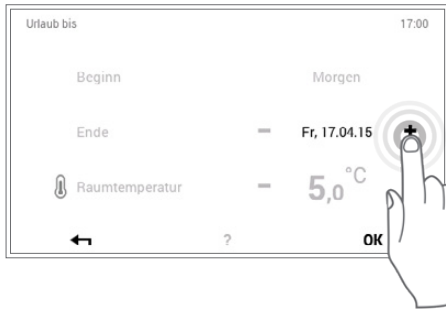 Urlaub bis 17:00
Beginn Morgen
Ende – Fr, 17.04.15 +
Raumtemperatur – 5,0°C
? OK